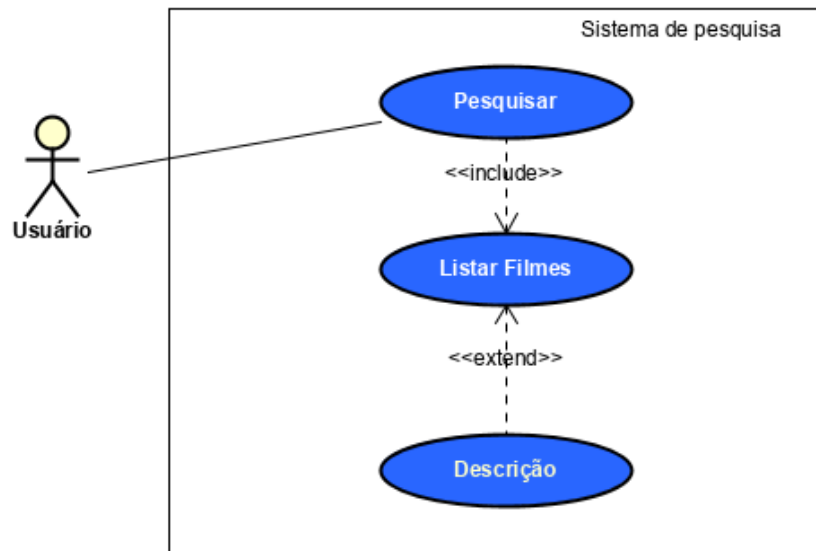 Sistema de pesquisa
Pesquisar
<<include>>
Usuário
Listar Filmes
<<extend>>
Descrição